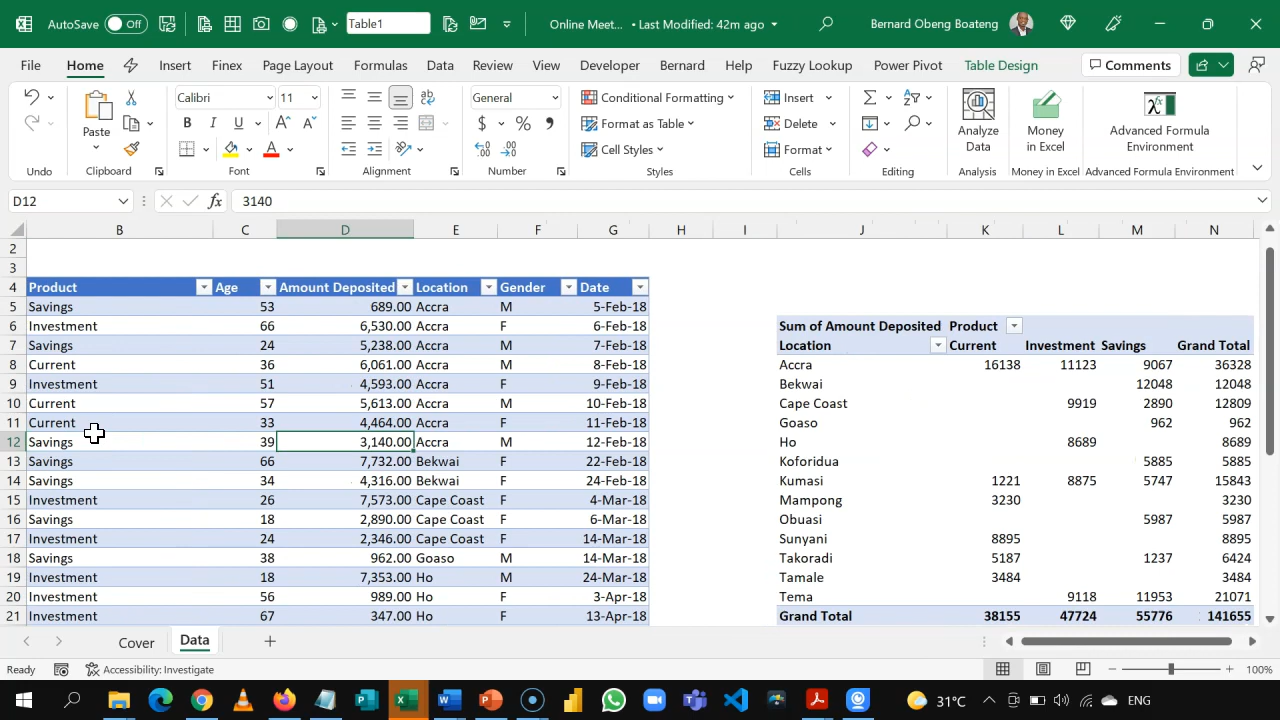 AutoSave Off Table1 Online Meet... • Last Modified: 42m ago Bernard Obeng Boateng
File Home Insert Finex Page Layout Formulas Data Review View Developer Bernard Help Fuzzy Lookup Power Pivot Table Design Comments
Calibri 11 General Conditional Formatting Insert
Paste Format as Table Delete Analyze Data Money in Excel Advanced Formula Environment
B I U A $ % Cell Styles Format
Undo Clipboard Font Alignment Number Styles Cells Editing Analysis Money in Excel Advanced Formula Environment
D12 fx 3140
B C D E F G H I J K L M N
2
3
4 Product Age Amount Deposited Location Gender Date
5 Savings 53 689.00 Accra M 5-Feb-18
6 Investment 66 6,530.00 Accra F 6-Feb-18 Sum of Amount Deposited Product
7 Savings 24 5,238.00 Accra M 7-Feb-18 Location Current Investment Savings Grand Total
8 Current 36 6,061.00 Accra M 8-Feb-18 Accra 16138 11123 9067 36328
9 Investment 51 4,593.00 Accra F 9-Feb-18 Bekwai 12048 12048
10 Current 57 5,613.00 Accra M 10-Feb-18 Cape Coast 9919 2890 12809
11 Current 33 4,464.00 Accra F 11-Feb-18 Goaso 962 962
12 Savings 39 3,140.00 Accra M 12-Feb-18 Ho 8689 8689
13 Savings 66 7,732.00 Bekwai F 22-Feb-18 Koforidua 5885 5885
14 Savings 34 4,316.00 Bekwai F 24-Feb-18 Kumasi 1221 8875 5747 15843
15 Investment 26 7,573.00 Cape Coast F 4-Mar-18 Mampong 3230 3230
16 Savings 18 2,890.00 Cape Coast F 6-Mar-18 Obuasi 5987 5987
17 Investment 24 2,346.00 Cape Coast F 14-Mar-18 Sunyani 8895 8895
18 Savings 38 962.00 Goaso M 14-Mar-18 Takoradi 5187 1237 6424
19 Investment 18 7,353.00 Ho M 24-Mar-18 Tamale 3484 3484
20 Investment 56 989.00 Ho F 3-Apr-18 Tema 9118 11953 21071
21 Investment 67 347.00 Ho F 13-Apr-18 Grand Total 38155 47724 55776 141655
Cover Data
Ready Accessibility: Investigate 100%
31°C ENG